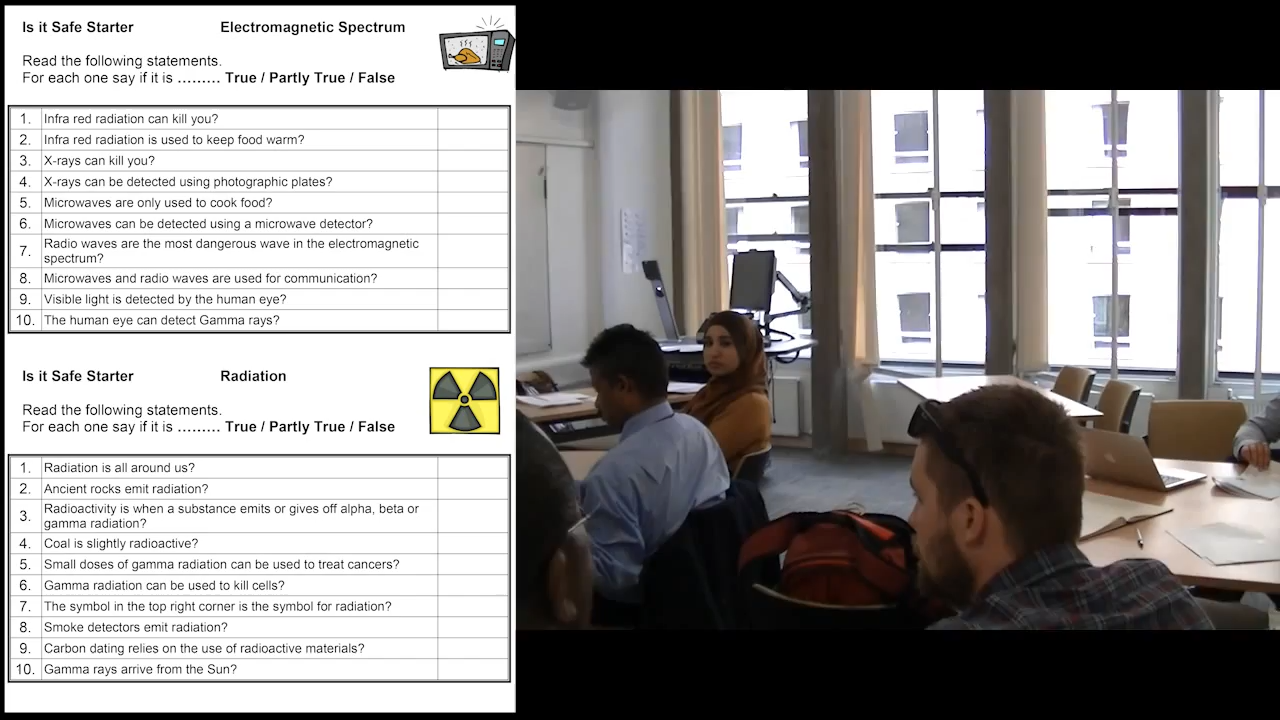 Is it Safe Starter Electromagnetic Spectrum
Read the following statements.
For each one say if it is ……… True / Partly True / False
1. Infra red radiation can kill you?
2. Infra red radiation is used to keep food warm?
3. X-rays can kill you?
4. X-rays can be detected using photographic plates?
5. Microwaves are only used to cook food?
6. Microwaves can be detected using a microwave detector?
7. Radio waves are the most dangerous wave in the electromagnetic
spectrum?
8. Microwaves and radio waves are used for communication?
9. Visible light is detected by the human eye?
10. The human eye can detect Gamma rays?
Is it Safe Starter Radiation
Read the following statements.
For each one say if it is ……… True / Partly True / False
1. Radiation is all around us?
2. Ancient rocks emit radiation?
3. Radioactivity is when a substance emits or gives off alpha, beta or
gamma radiation?
4. Coal is slightly radioactive?
5. Small doses of gamma radiation can be used to treat cancers?
6. Gamma radiation can be used to kill cells?
7. The symbol in the top right corner is the symbol for radiation?
8. Smoke detectors emit radiation?
9. Carbon dating relies on the use of radioactive materials?
10. Gamma rays arrive from the Sun?